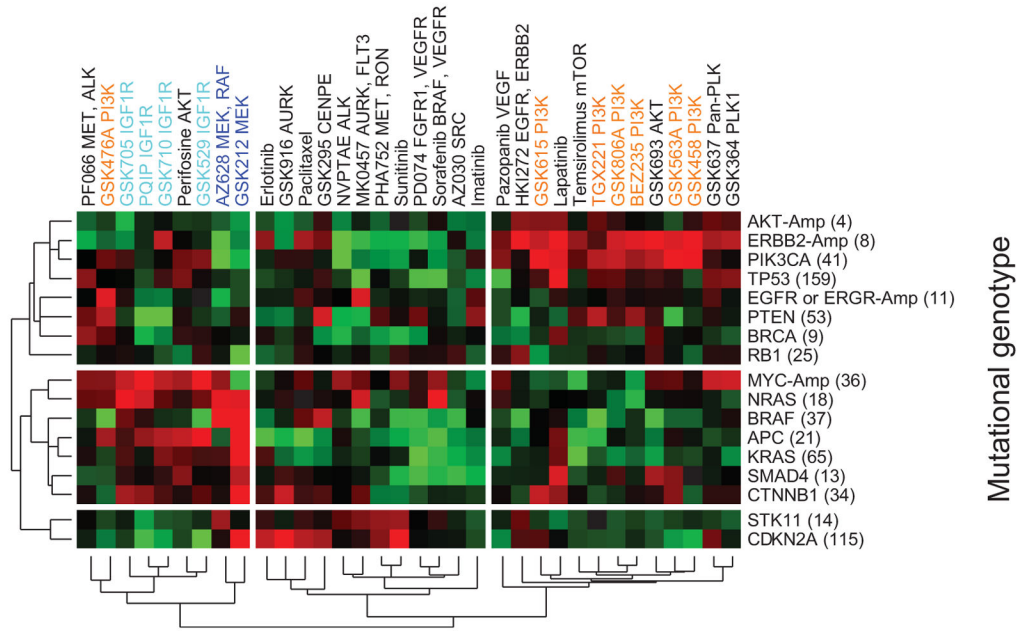 PF066 MET, ALK
GSK476A PI3K
GSK705 IGF1R
PQIP IGF1R
GSK710 IGF1R
Perifosine AKT
GSK529 IGF1R
AZ628 MEK, RAF
GSK212 MEK
Erlotinib
GSK916 AURK
Paclitaxel
GSK295 CENPE
NVPTAE ALK
MK0457 AURK, FLT3
PHA752 MET, RON
Sunitinib
PD074 FGFR1, VEGFR
Sorafenib BRAF, VEGFR
AZ030 SRC
Imatinib
Pazopanib VEGF
HKI272 EGFR, ERBB2
GSK615 PI3K
Lapatinib
Temsirolimus mTOR
TGX221 PI3K
GSK806A PI3K
BEZ235 PI3K
GSK693 AKT
GSK563A PI3K
GSK458 PI3K
GSK637 Pan-PLK
GSK364 PLK1
AKT-Amp (4)
ERBB2-Amp (8)
PIK3CA (41)
TP53 (159)
EGFR or ERGR-Amp (11)
PTEN (53)
BRCA (9)
RB1 (25)
MYC-Amp (36)
NRAS (18)
BRAF (37)
APC (21)
KRAS (65)
SMAD4 (13)
CTNNB1 (34)
STK11 (14)
CDKN2A (115)
Mutational genotype